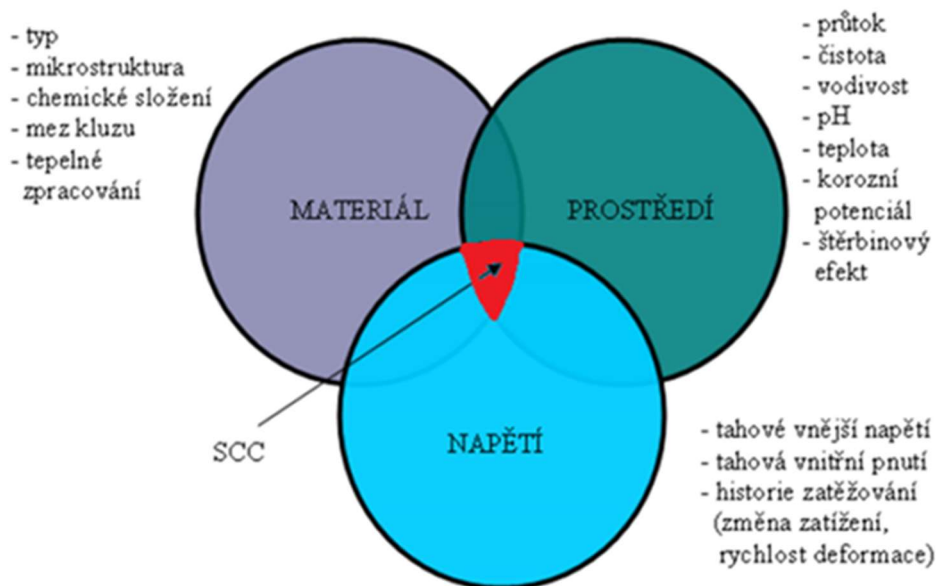 - typ
- mikrostruktura
- chemické složení
- mez kluzu
- tepelné
zpracování
MATERIÁL
- průtok
- čistota
- vodivost
- pH
- teplota
- korozní
potenciál
- štěrbinový
efekt
PROSTŘEDÍ
SCC
NAPĚTÍ
- tahové vnější napětí
- tahová vnitřní pnutí
- historie zatěžování
(změna zatížení,
rychlost deformace)